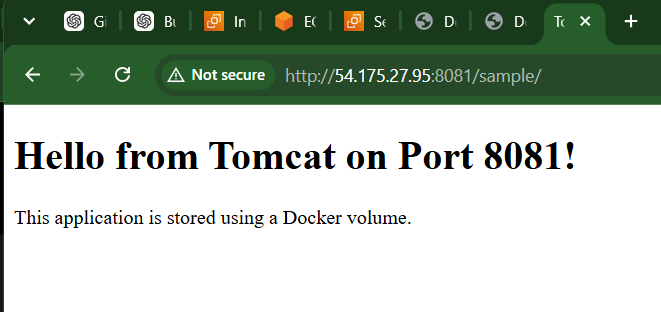 Not secure
http://54.175.27.95:8081/sample/
Hello from Tomcat on Port 8081!
This application is stored using a Docker volume.